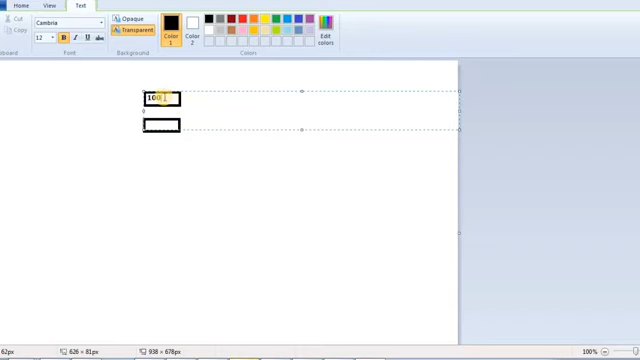 Home View Text
Cut
Copy
Cambria
12 B I U abc
Opaque
Transparent
Color 1
Color 2
Edit colors
Font
Background
Colors
100
62px 626 × 81px 938 × 678px 100%